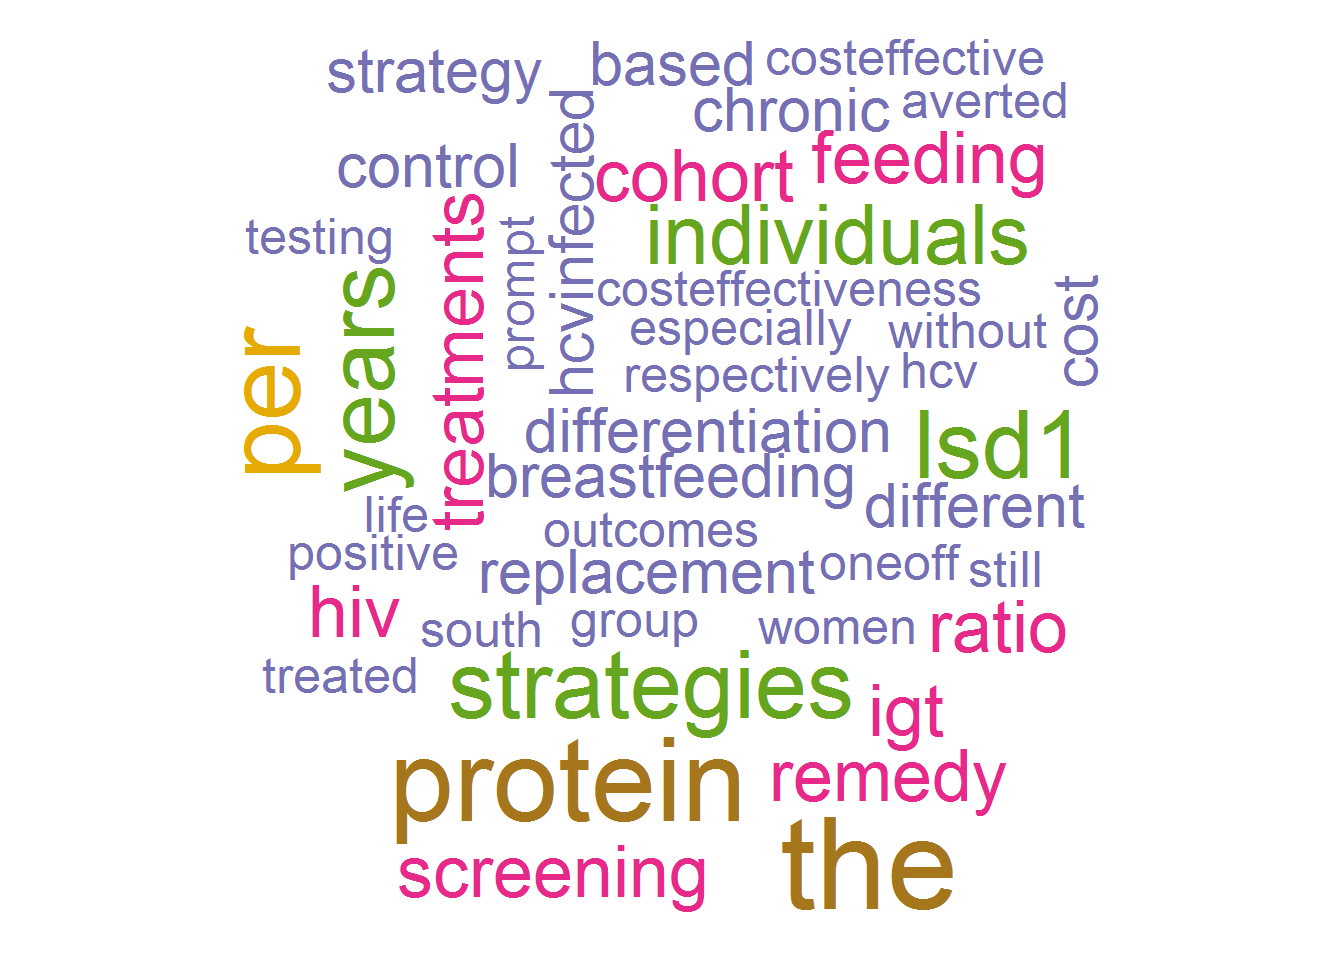 strategy
based
costeffective
chronic
averted
control
hcvinfected
cohort
feeding
testing
treatments
prompt
individuals
years
costeffectiveness
cost
especially
without
per
respectively
hcv
differentiation
lsd1
breastfeeding
different
life
outcomes
positive
replacement
oneoff
still
hiv
south
group
women
ratio
treated
strategies
igt
protein
remedy
screening
the